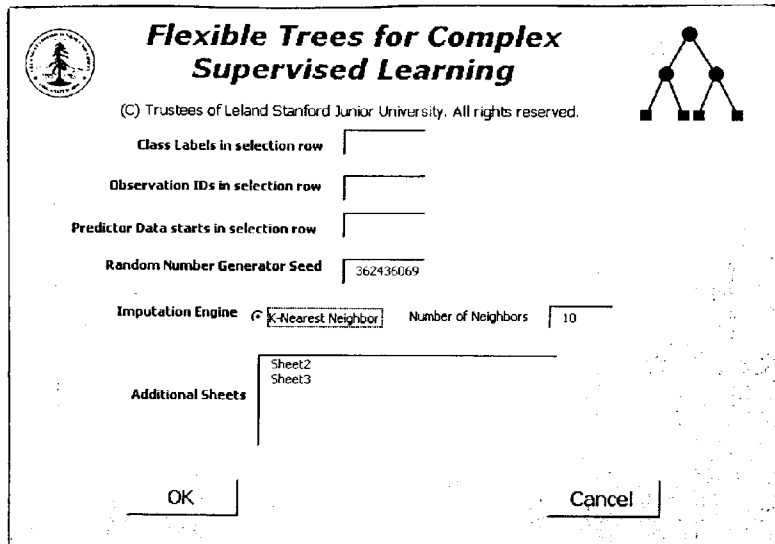 Flexible Trees for Complex
Supervised Learning
(C) Trustees of Leland Stanford Junior University. All rights reserved.
Class Labels in selection row
Observation IDs in selection row
Predictor Data starts in selection row
Random Number Generator Seed 362436069
Imputation Engine K-Nearest Neighbor Number of Neighbors 10
Additional Sheets
Sheet2
Sheet3
OK Cancel